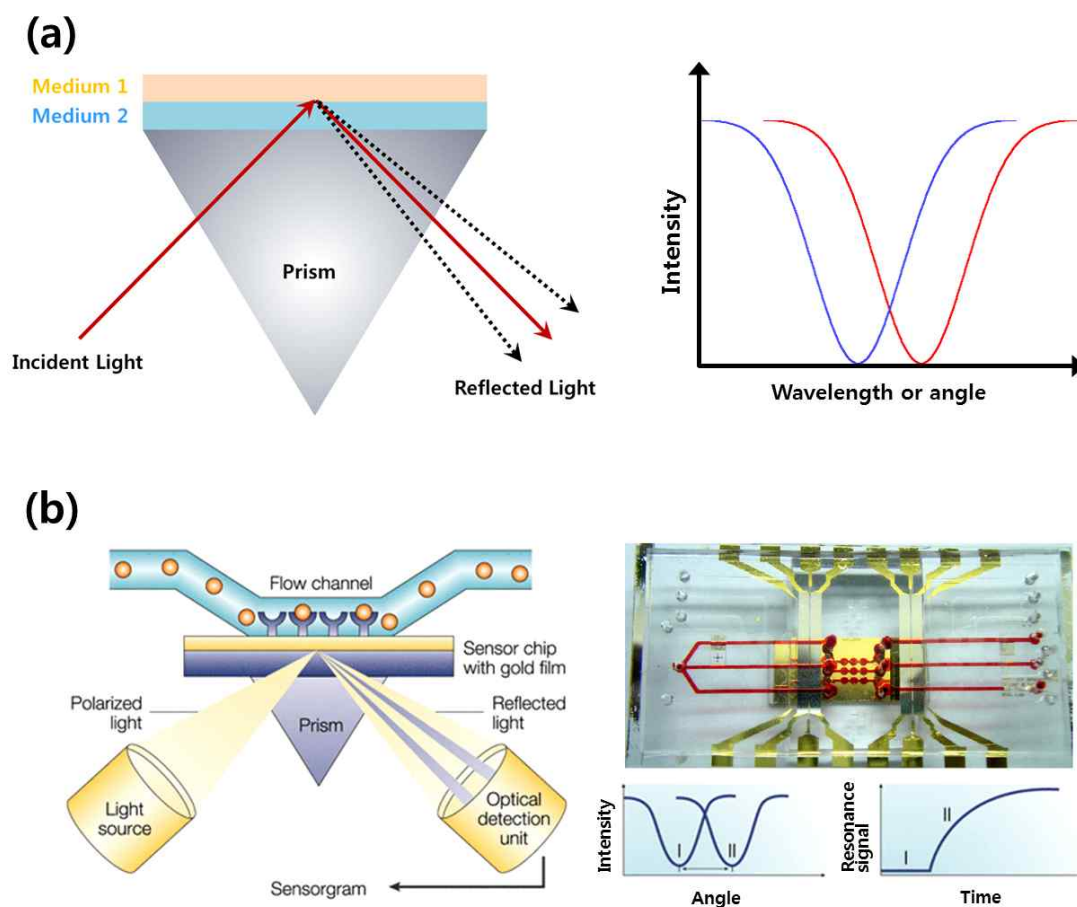 (a)
Medium 1
Medium 2
Prism
Incident Light
Reflected Light
Intensity
Wavelength or angle
(b)
Flow channel
Sensor chip
with gold film
Polarized
light
Reflected
light
Prism
Light
source
Optical
detection
unit
Sensorgram
Intensity
I
II
Angle
Resonance
signal
I
II
Time